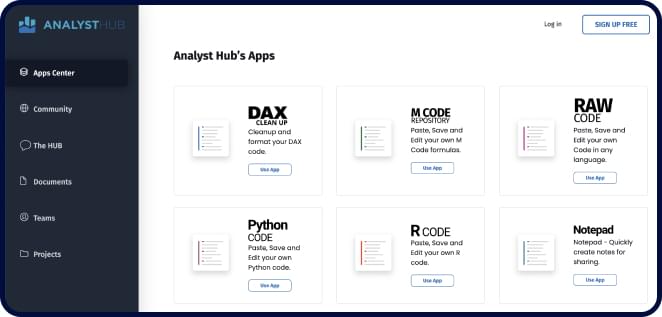 ANALYSTHUB
Log in
SIGN UP FREE
Apps Center
Community
The HUB
Documents
Teams
Projects
Analyst Hub's Apps
DAX
CLEAN UP
Cleanup and
format your DAX
code.
Use App
M CODE
REPOSITORY
Paste, Save and
Edit your own M
Code formulas.
Use App
RAW
CODE
Paste, Save and
Edit your own
Code in any
language.
Use App
Python
CODE
Paste, Save and
Edit your own
Python code.
Use App
R CODE
Paste, Save and
Edit your own R
code.
Use App
Notepad
Notepad - Quickly
create notes for
sharing.
Use App